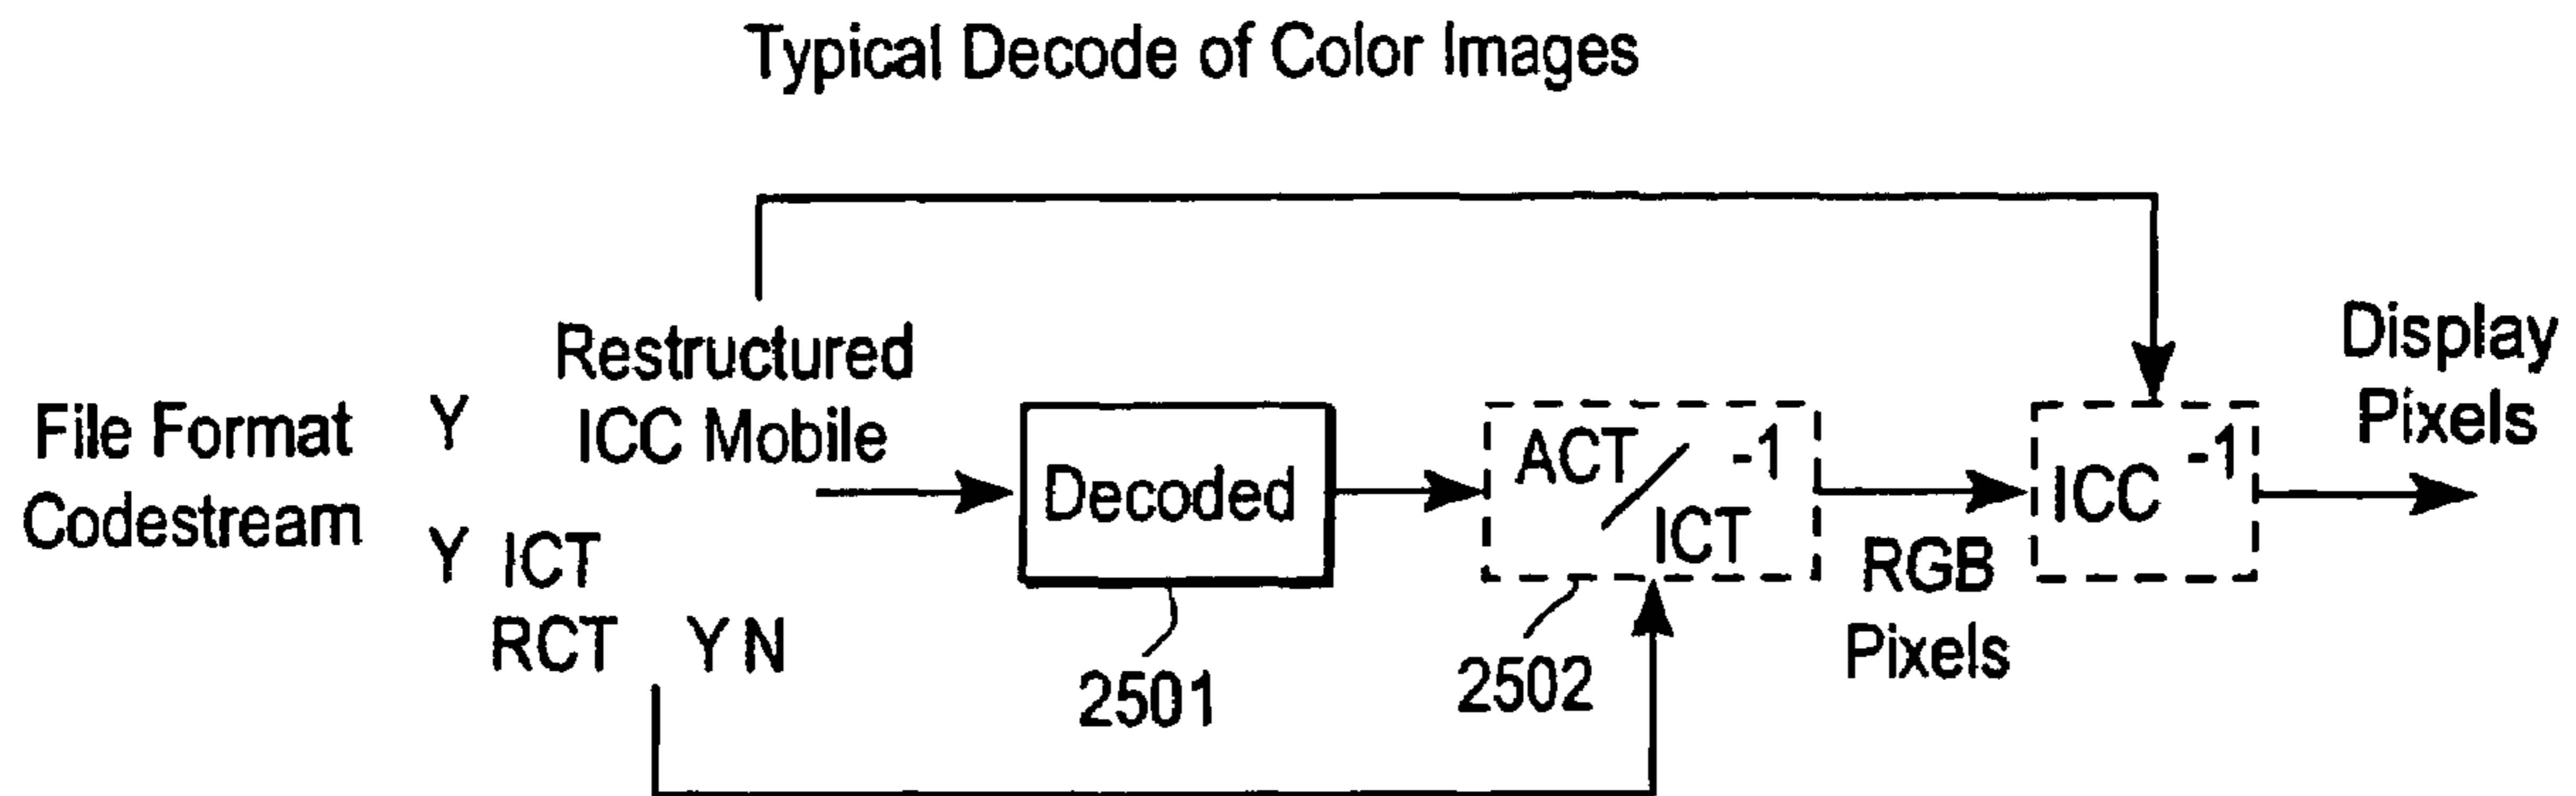 Typical Decode of Color Images
File Format
Codestream
Y
Y
Restructured
ICC Mobile
ICT
RCT
Y N
Decoded
2501
ACT / ICT -1
2502
RGB
Pixels
ICC -1
Display
Pixels